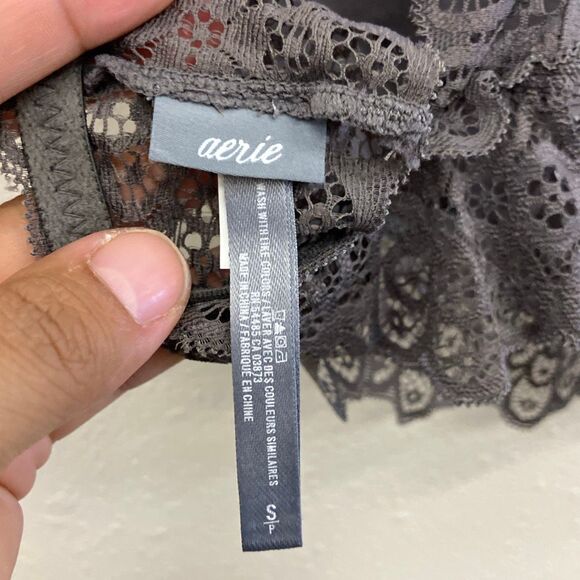 aerie
WASH WITH LIKE COLORS / LAVER AVEC DES COULEURS SIMILAIRES
RN 54485 CA 03873
MADE IN CHINA / FABRIQUÉ EN CHINE
S/P